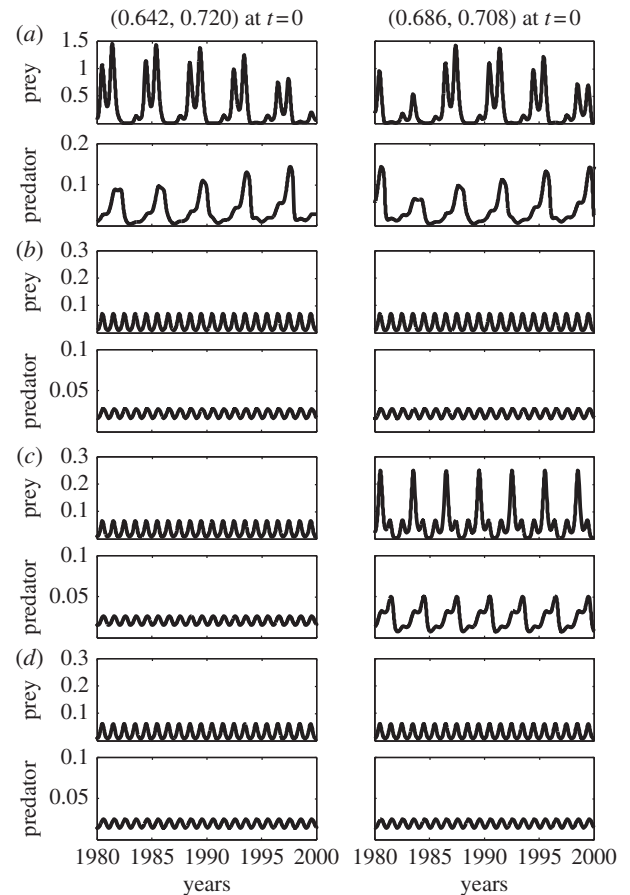 (0.642, 0.720) at t=0
(0.686, 0.708) at t=0
(a)
prey
1.5
1.0
0.5
predator
0.2
0.1
(b)
prey
0.3
0.2
0.1
predator
0.1
0.05
(c)
prey
0.3
0.2
0.1
predator
0.1
0.05
(d)
prey
0.3
0.2
0.1
predator
0.1
0.05
1980 1985 1990 1995 2000
1980 1985 1990 1995 2000
years
years